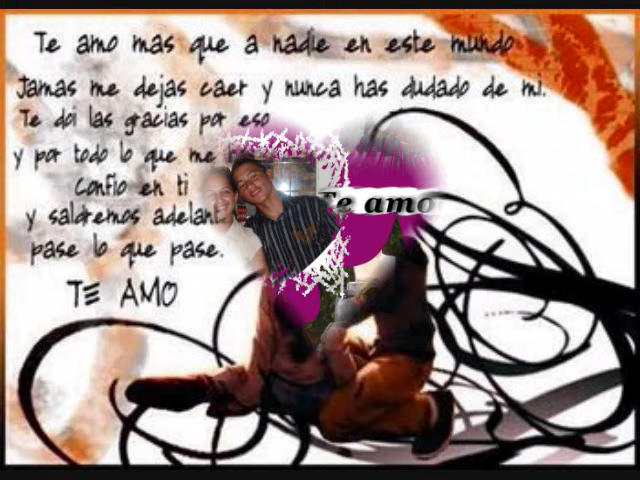 Te amo mas que a nadie en este mundo
Jamas me dejas caer y nunca has dudado de mi.
Te doi las gracias por eso
y por todo lo que me
Confio en ti
y saldremos adelant
pase lo que pase.
TE AMO
Te amo